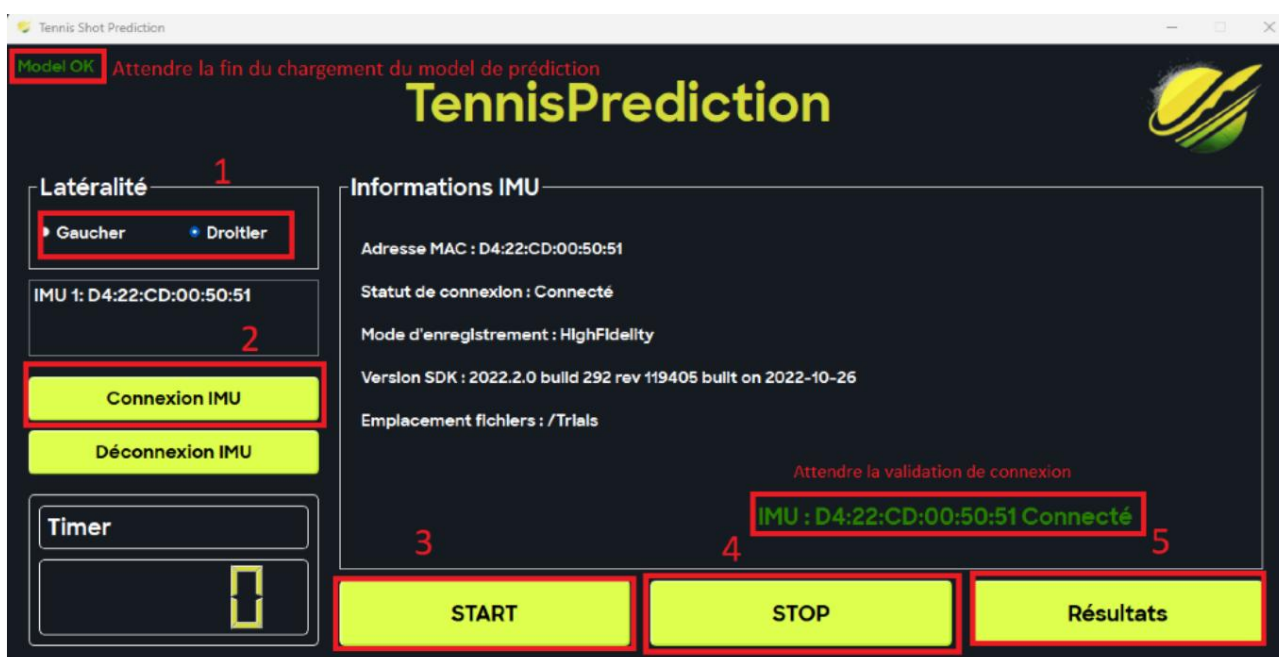 Tennis Shot Prediction
Model OK Attendre la fin du chargement du model de prédiction
TennisPrediction
1
Latéralité
Gaucher Droitier
IMU 1: D4:22:CD:00:50:51
2
Connexion IMU
Déconnexion IMU
Timer
0
Informations IMU
Adresse MAC : D4:22:CD:00:50:51
Statut de connexion : Connecté
Mode d'enregistrement : HighFidelity
Version SDK : 2022.2.0 build 292 rev 119405 built on 2022-10-26
Emplacement fichiers : /Trials
Attendre la validation de connexion
IMU : D4:22:CD:00:50:51 Connecté
3
4
5
START
STOP
Résultats